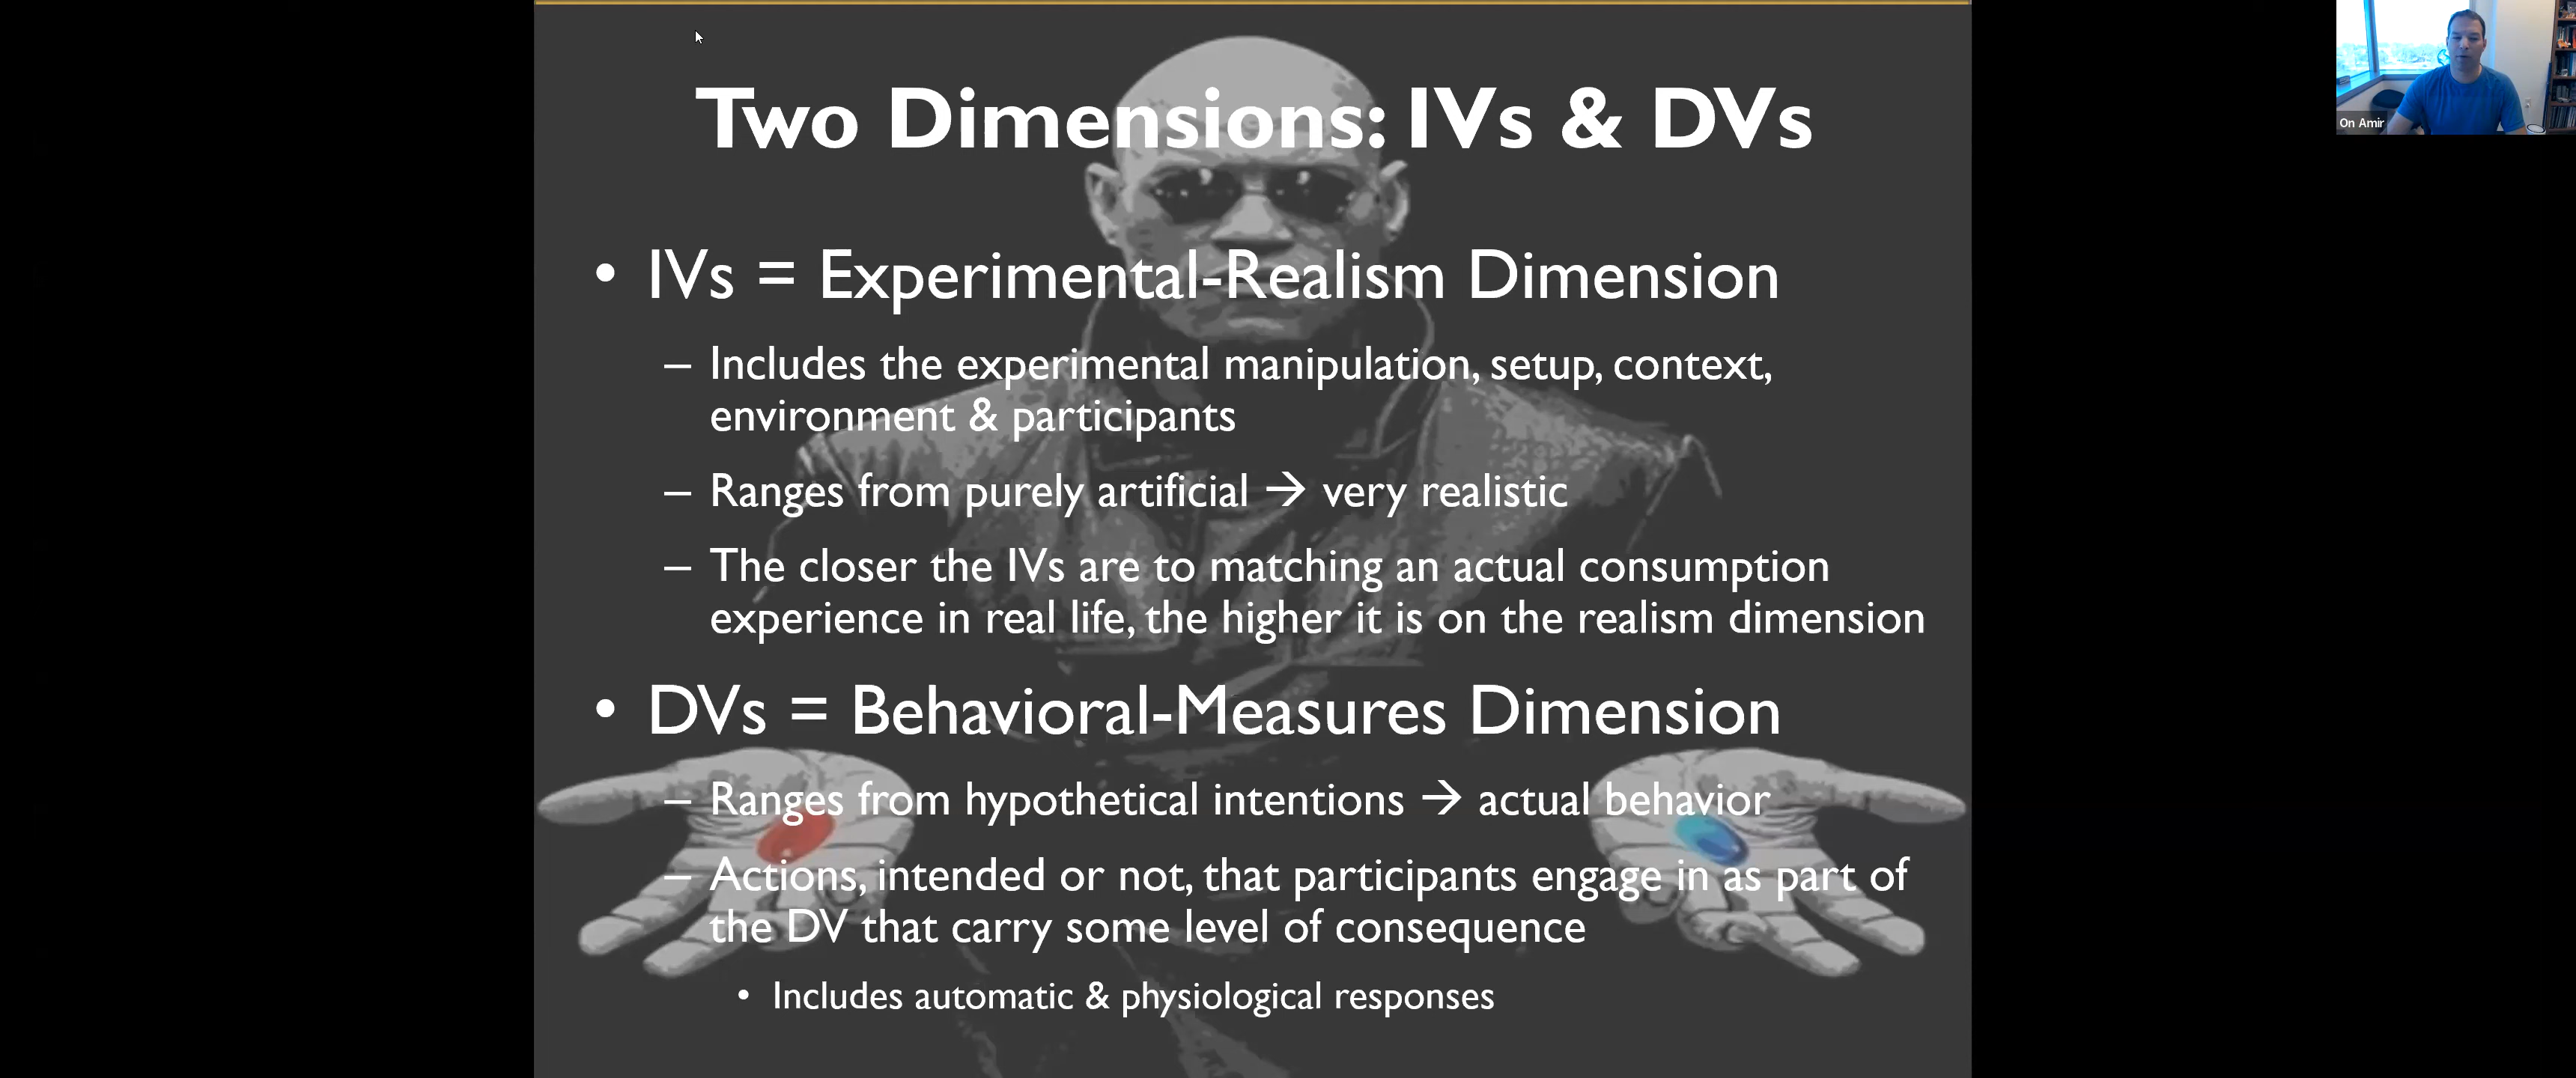 Two Dimensions: IVs & DVs
On Amir
• IVs = Experimental-Realism Dimension
– Includes the experimental manipulation, setup, context,
environment & participants
– Ranges from purely artificial → very realistic
– The closer the IVs are to matching an actual consumption
experience in real life, the higher it is on the realism dimension
• DVs = Behavioral-Measures Dimension
– Ranges from hypothetical intentions → actual behavior
– Actions, intended or not, that participants engage in as part of
the DV that carry some level of consequence
• Includes automatic & physiological responses